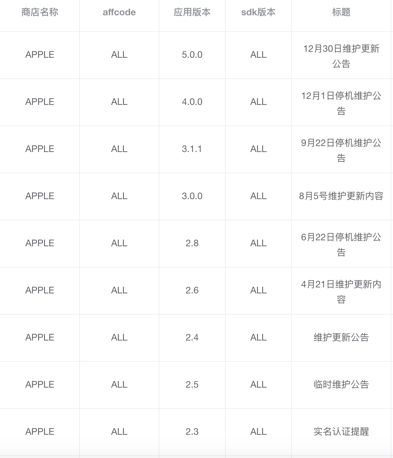 商店名称 affcode 应用版本 sdk版本 标题
APPLE ALL 5.0.0 ALL 12月30日维护更新
公告
APPLE ALL 4.0.0 ALL 12月1日停机维护公
告
APPLE ALL 3.1.1 ALL 9月22日停机维护公
告
APPLE ALL 3.0.0 ALL 8月5号维护更新内容
APPLE ALL 2.8 ALL 6月22日停机维护公
告
APPLE ALL 2.6 ALL 4月21日维护更新内
容
APPLE ALL 2.4 ALL 维护更新公告
APPLE ALL 2.5 ALL 临时维护公告
APPLE ALL 2.3 ALL 实名认证提醒